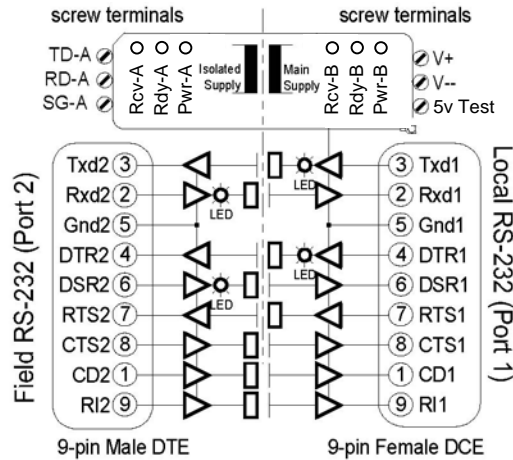 screw terminals
screw terminals
TD-A
RD-A
SG-A
Rcv-A
Rdy-A
Pwr-A
Isolated
Supply
Main
Supply
Rcv-B
Rdy-B
Pwr-B
V+
V--
5v Test
Field RS-232 (Port 2)
Txd2 3
Rxd2 2
Gnd2 5
DTR2 4
DSR2 6
RTS2 7
CTS2 8
CD2 1
RI2 9
LED
LED
LED
LED
3 Txd1
2 Rxd1
5 Gnd1
4 DTR1
6 DSR1
7 RTS1
8 CTS1
1 CD1
9 RI1
Local RS-232 (Port 1)
9-pin Male DTE
9-pin Female DCE